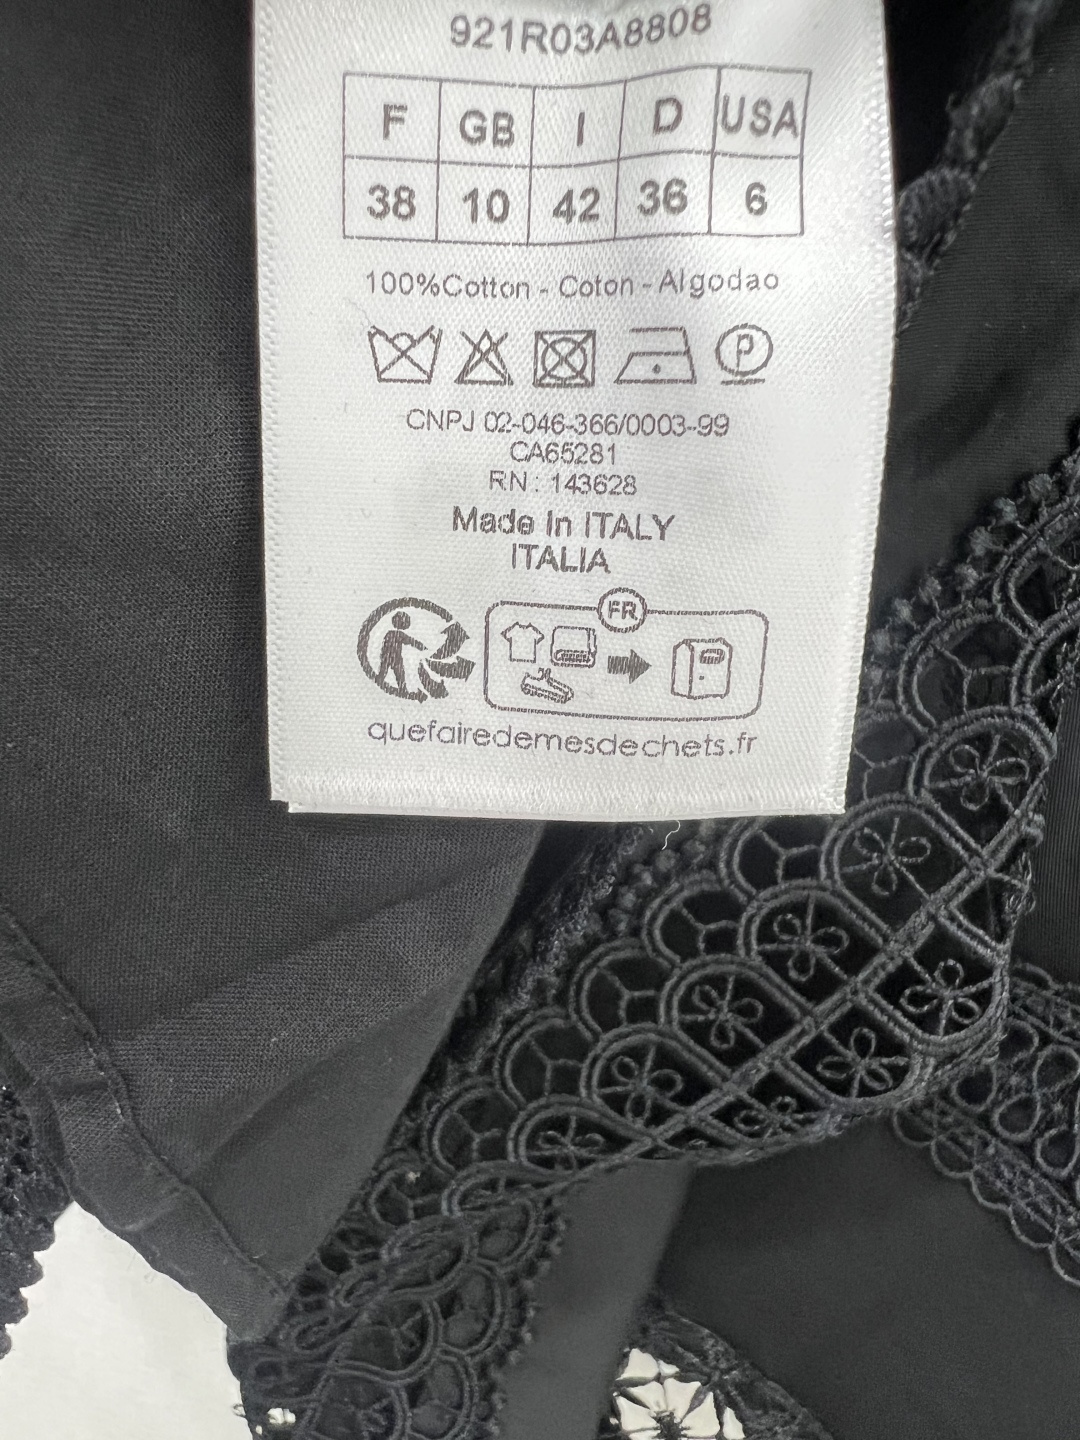 921R03A8808
F GB I D USA
38 10 42 36 6
100%Cotton - Coton - Algodao
P
CNPJ 02-046-366/0003-99
CA65281
RN : 143628
Made In ITALY
ITALIA
FR
quefairedemesdechets.fr